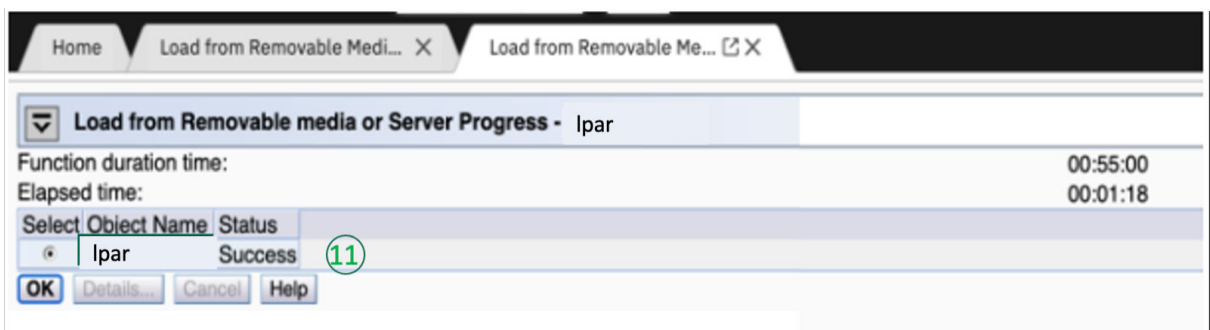 Home Load from Removable Medi... X Load from Removable Me... X
Load from Removable media or Server Progress - lpar
Function duration time: 00:55:00
Elapsed time: 00:01:18
Select Object Name Status
lpar Success 11
OK Details... Cancel Help